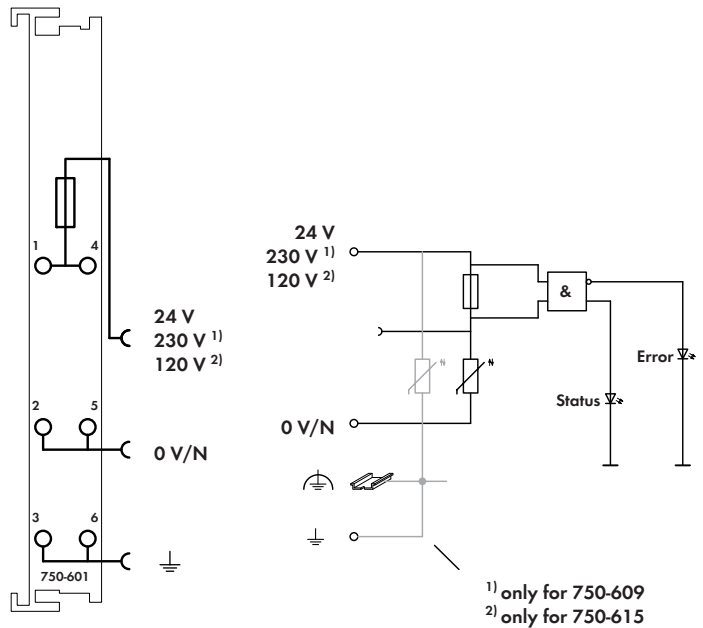 1
4
24 V
230 V 1)
120 V 2)
2
5
0 V/N
3
6
750-601
24 V
230 V 1)
120 V 2)
&
Error
Status
0 V/N
1) only for 750-609
2) only for 750-615